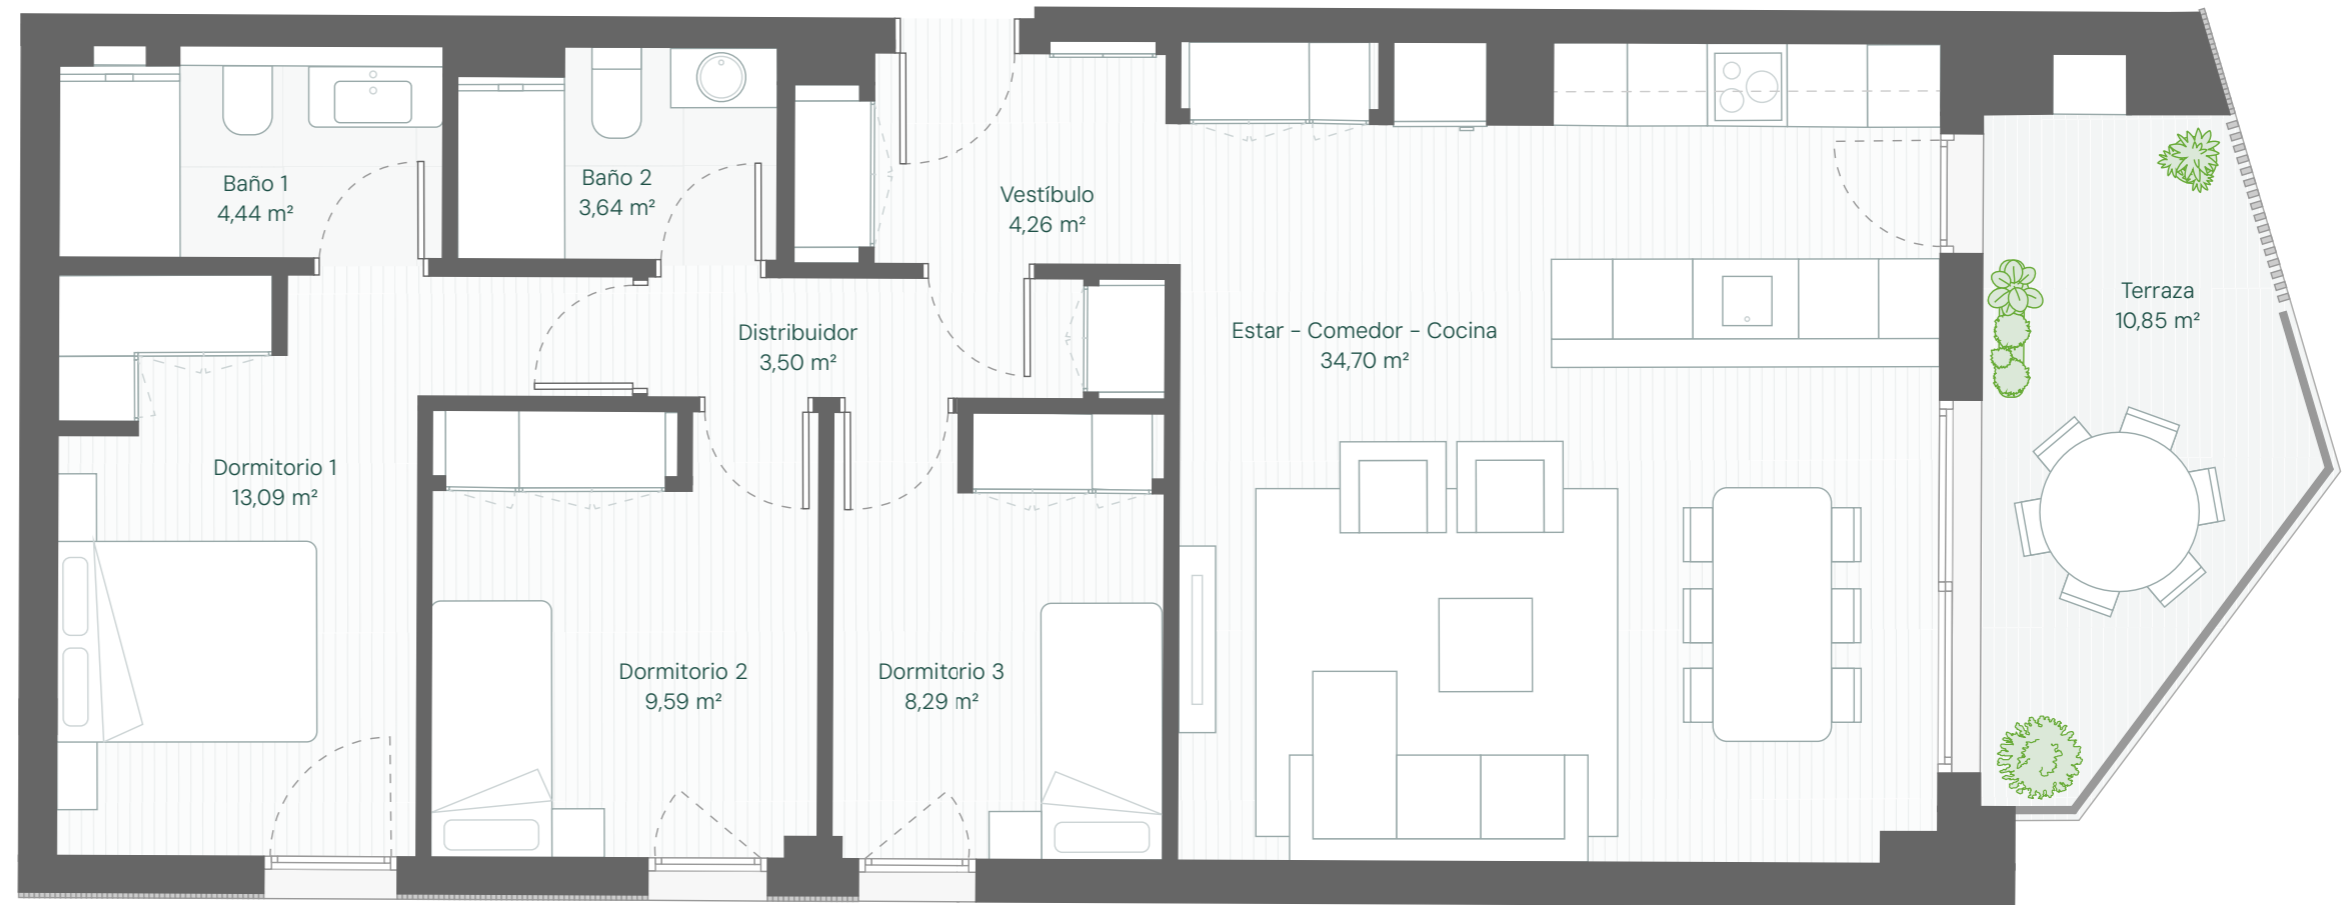 Baño 1
4,44 m²
Baño 2
3,64 m²
Vestíbulo
4,26 m²
Distribuidor
3,50 m²
Estar - Comedor - Cocina
34,70 m²
Terraza
10,85 m²
Dormitorio 1
13,09 m²
Dormitorio 2
9,59 m²
Dormitorio 3
8,29 m²